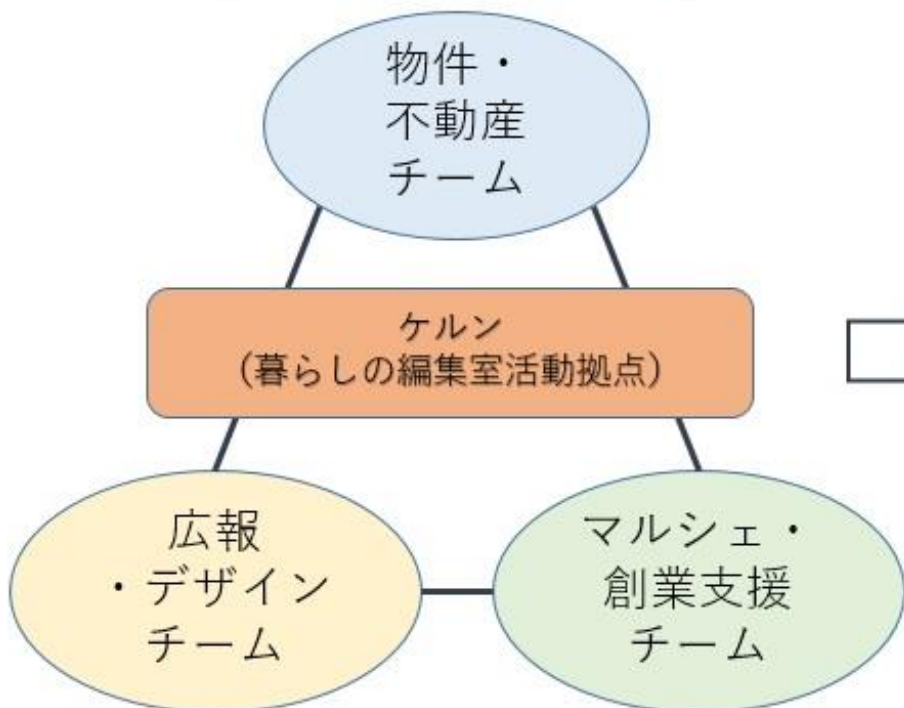 物件・
不動産
チーム
ケルン
（暮らしの編集室活動拠点）
広報
・デザイン
チーム
マルシェ・
創業支援
チーム